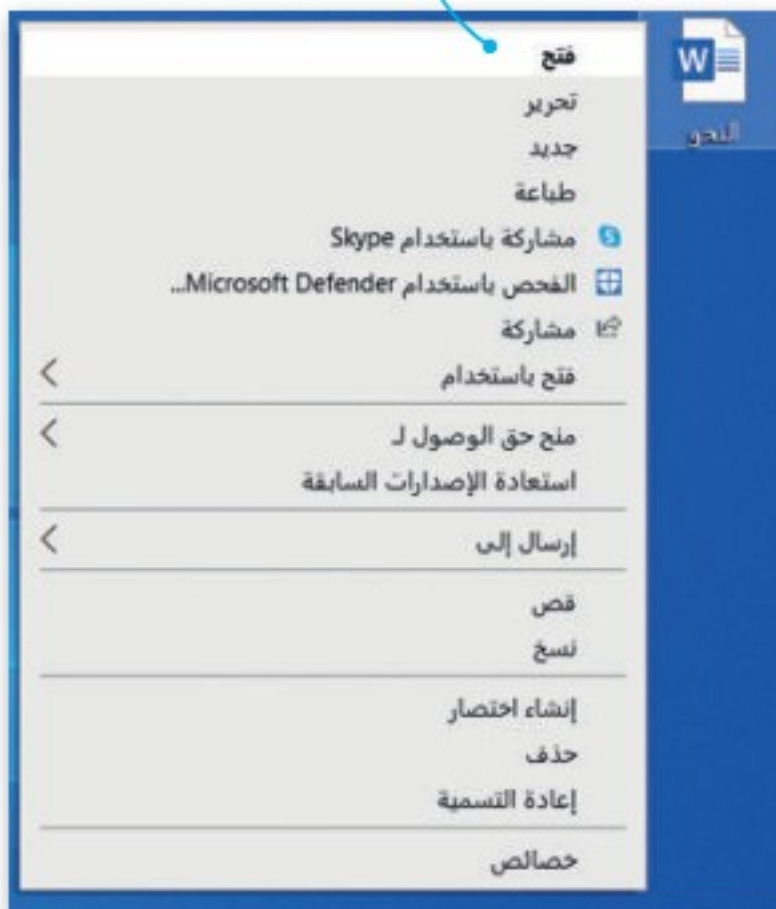 W
النحو
فتح
تحرير
جديد
طباعة
مشاركة باستخدام Skype
الفحص باستخدام Microsoft Defender...
مشاركة
فتح باستخدام
منح حق الوصول لـ
استعادة الإصدارات السابقة
إرسال إلى
قص
نسخ
إنشاء اختصار
حذف
إعادة التسمية
خصائص